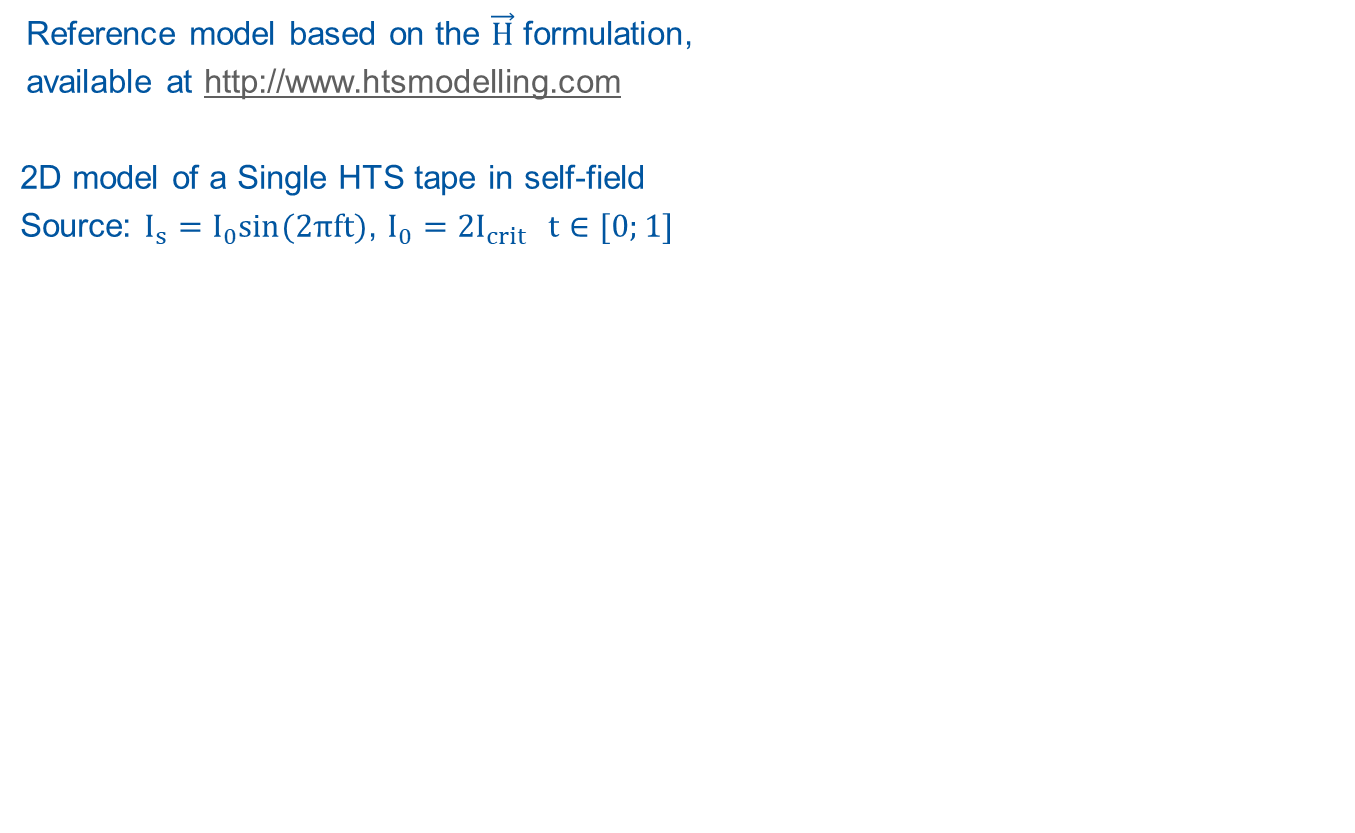 Reference model based on the H⃗ formulation,
available at http://www.htsmodelling.com
2D model of a Single HTS tape in self-field
Source: Iₛ = I₀sin(2πft), I₀ = 2I_crit t ∈ [0; 1]